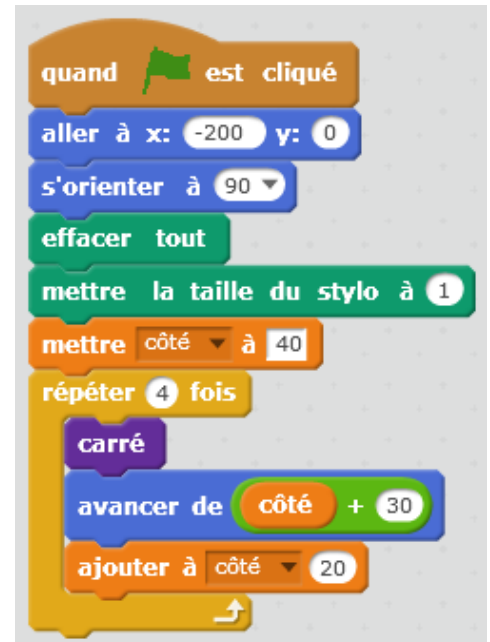 quand est cliqué
aller à x: -200 y: 0
s'orienter à 90
effacer tout
mettre la taille du stylo à 1
mettre côté à 40
répéter 4 fois
carré
avancer de côté + 30
ajouter à côté 20